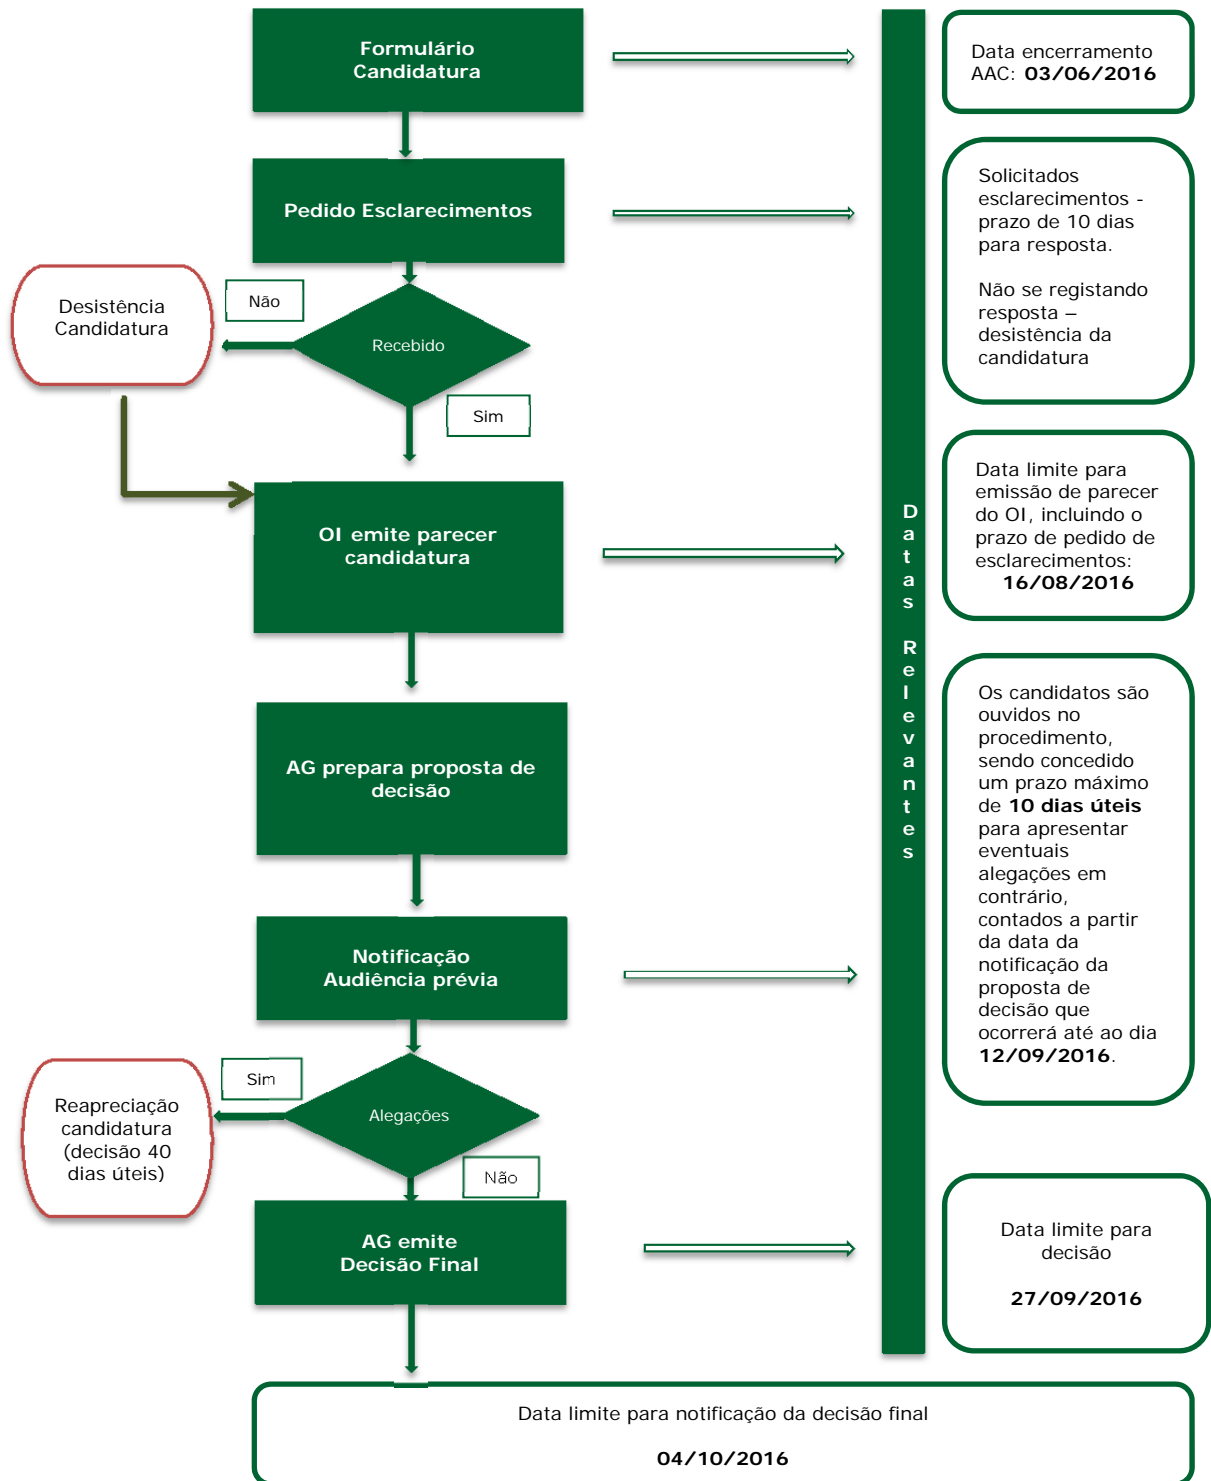 Formulário
Candidatura
Data encerramento
AAC: 03/06/2016
Pedido Esclarecimentos
Solicitados
esclarecimentos -
prazo de 10 dias
para resposta.
Não se registando
resposta –
desistência da
candidatura
Desistência
Candidatura
Não
Recebido
Sim
OI emite parecer
candidatura
Data limite para
emissão de parecer
do OI, incluindo o
prazo de pedido de
esclarecimentos:
16/08/2016
Datas Relevantes
AG prepara proposta de
decisão
Os candidatos são
ouvidos no
procedimento,
sendo concedido
um prazo máximo
de 10 dias úteis
para apresentar
eventuais
alegações em
contrário,
contados a partir
da data da
notificação da
proposta de
decisão que
ocorrerá até ao dia
12/09/2016.
Notificação
Audiência prévia
Sim
Alegações
Reapreciação
candidatura
(decisão 40
dias úteis)
Não
AG emite
Decisão Final
Data limite para
decisão
27/09/2016
Data limite para notificação da decisão final
04/10/2016